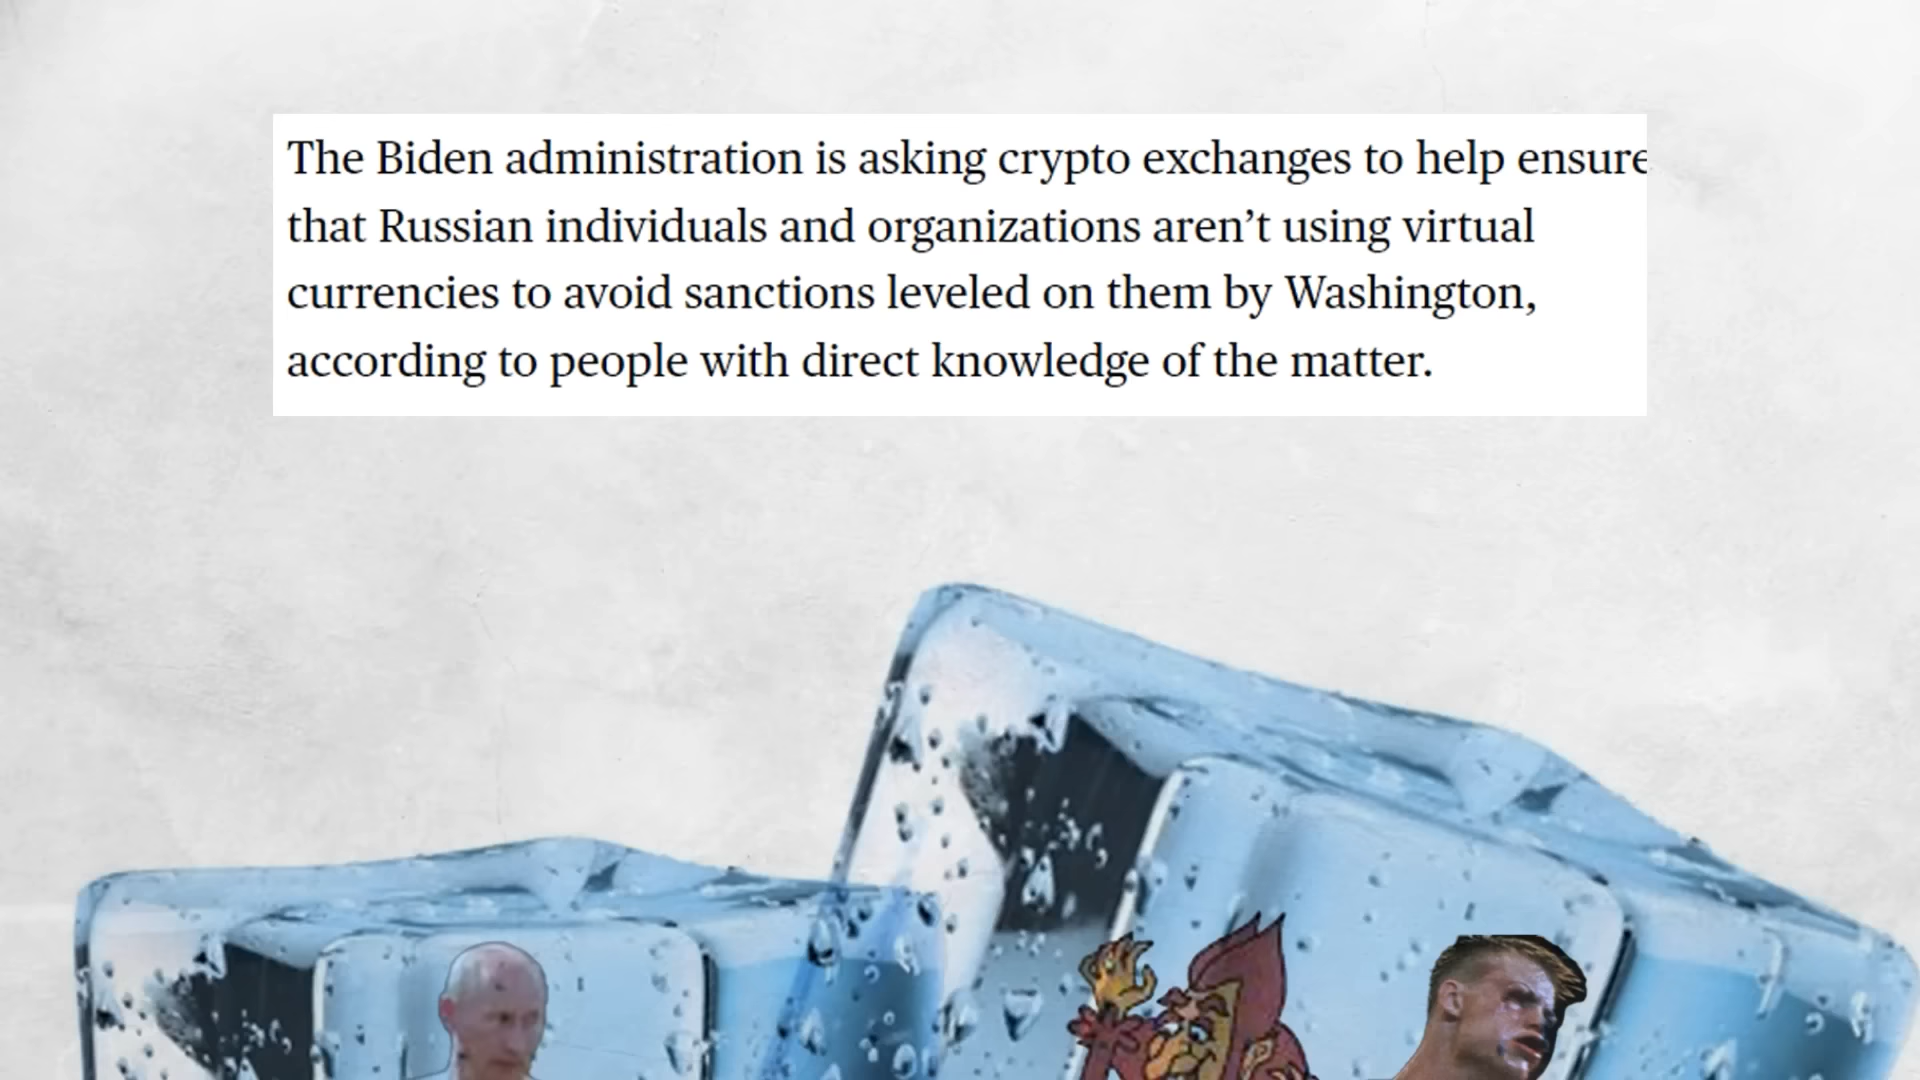 The Biden administration is asking crypto exchanges to help ensure
that Russian individuals and organizations aren’t using virtual
currencies to avoid sanctions leveled on them by Washington,
according to people with direct knowledge of the matter.